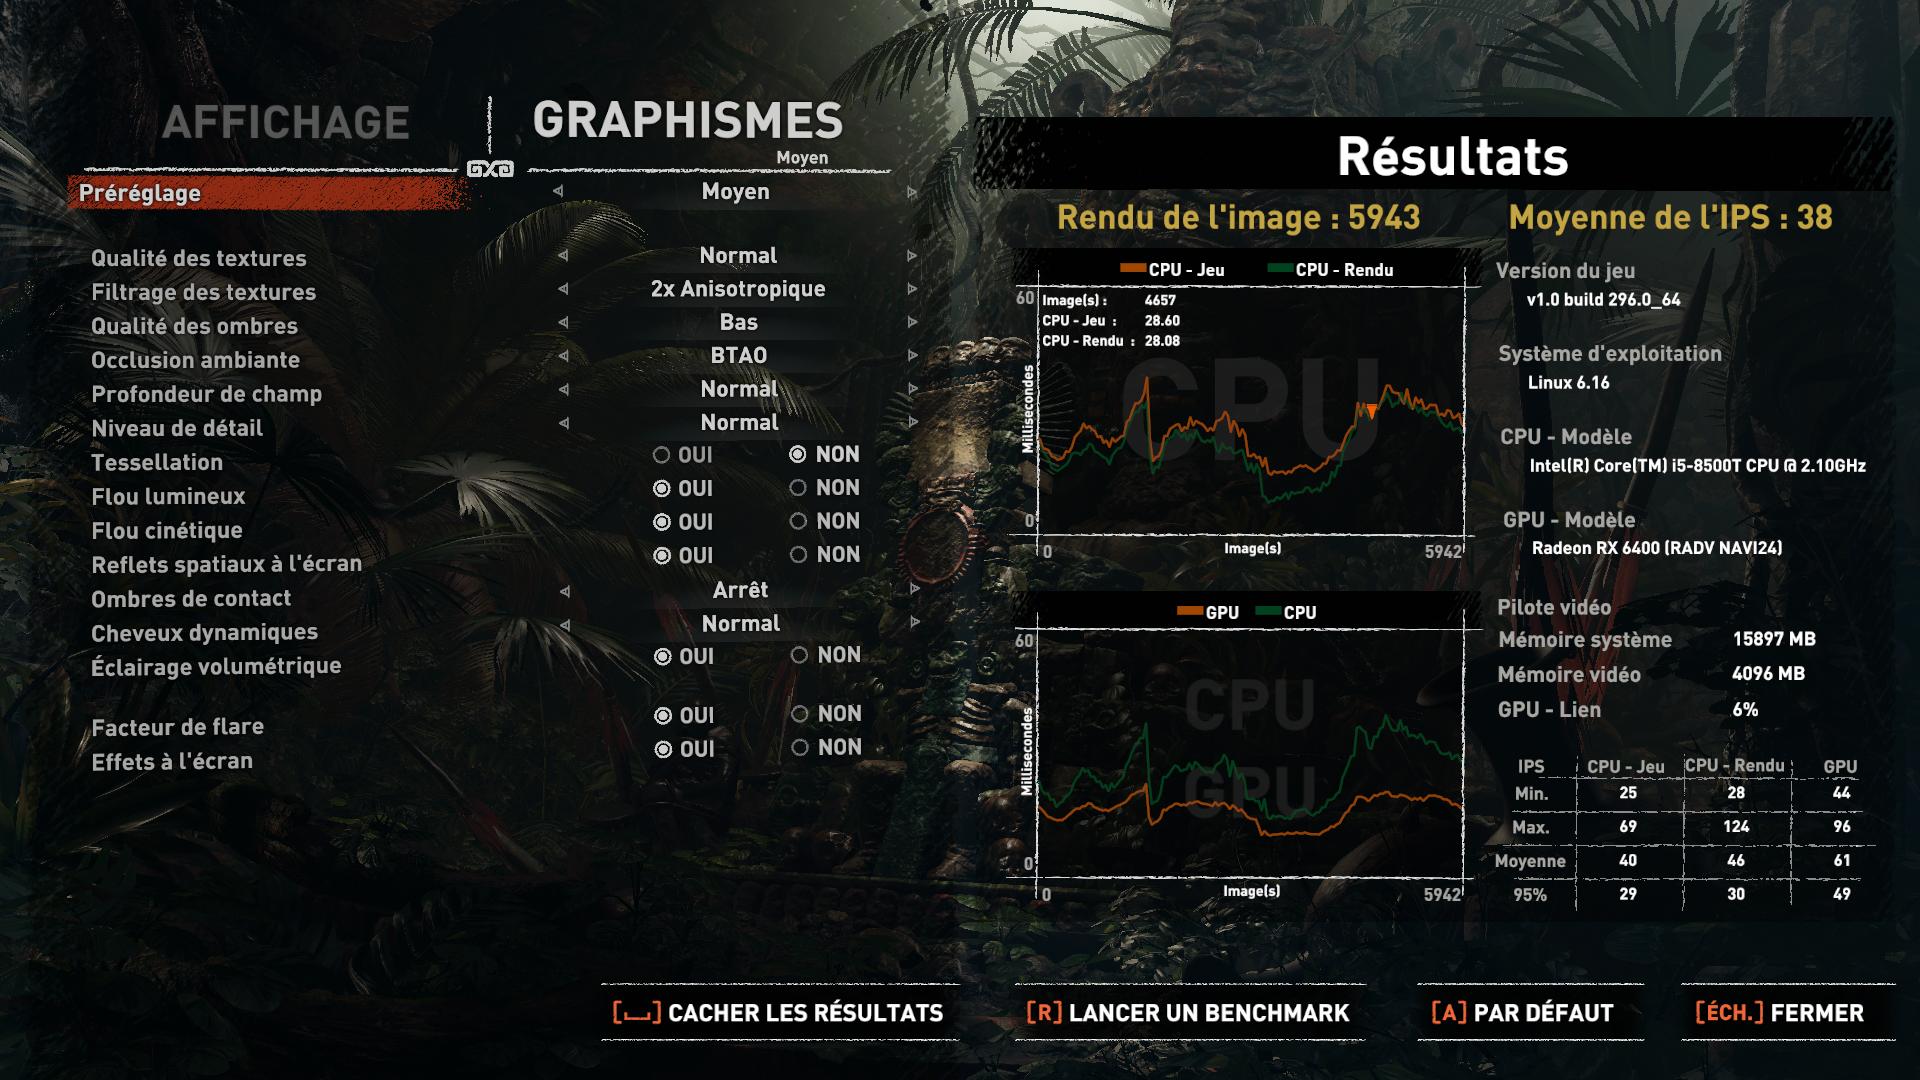 AFFICHAGE
GRAPHISMES
Moyen
Préréglage
Moyen
Qualité des textures
Normal
Filtrage des textures
2x Anisotropique
Qualité des ombres
Bas
Occlusion ambiante
BTAO
Profondeur de champ
Normal
Niveau de détail
Normal
Tessellation
OUI NON
Flou lumineux
OUI NON
Flou cinétique
OUI NON
Reflets spatiaux à l'écran
OUI NON
Ombres de contact
Arrêt
Cheveux dynamiques
Normal
Éclairage volumétrique
OUI NON
Facteur de flare
OUI NON
Effets à l'écran
OUI NON
Résultats
Rendu de l'image : 5943
Moyenne de l'IPS : 38
CPU - Jeu CPU - Rendu
60
Image(s) : 4657
CPU - Jeu : 28.60
CPU - Rendu : 28.08
CPU
Millisecondes
0
0 Image(s) 5942
GPU CPU
60
CPU
GPU
Millisecondes
0
0 Image(s) 5942
Version du jeu
v1.0 build 296.0_64
Système d'exploitation
Linux 6.16
CPU - Modèle
Intel(R) Core(TM) i5-8500T CPU @ 2.10GHz
GPU - Modèle
Radeon RX 6400 (RADV NAVI24)
Pilote vidéo
Mémoire système 15897 MB
Mémoire vidéo 4096 MB
GPU - Lien 6%
IPS CPU - Jeu CPU - Rendu GPU
Min. 25 28 44
Max. 69 124 96
Moyenne 40 46 61
95% 29 30 49
[⎵] CACHER LES RÉSULTATS
[R] LANCER UN BENCHMARK
[A] PAR DÉFAUT
[ÉCH.] FERMER